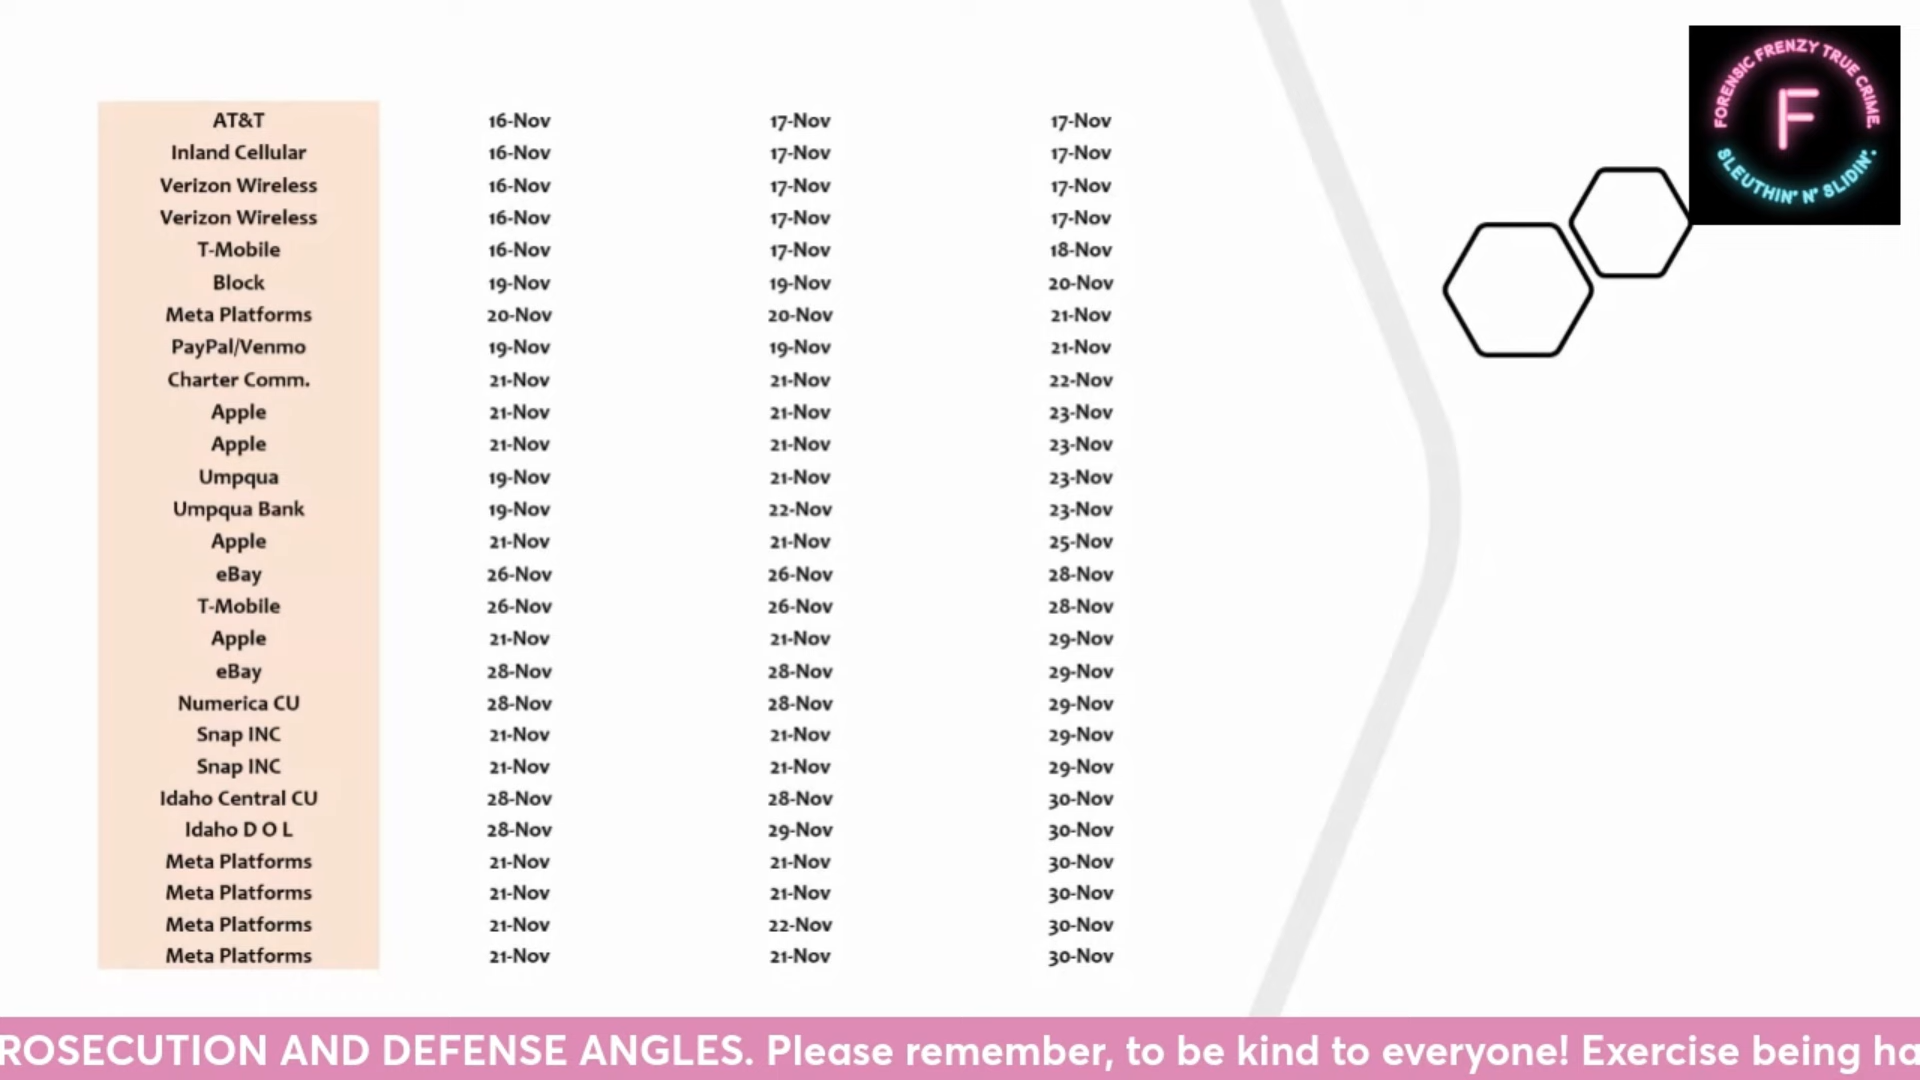 FORENSIC FRENZY TRUE CRIME.
F
SLEUTHIN' N' SLIDIN'.
AT&T 16-Nov 17-Nov 17-Nov
Inland Cellular 16-Nov 17-Nov 17-Nov
Verizon Wireless 16-Nov 17-Nov 17-Nov
Verizon Wireless 16-Nov 17-Nov 17-Nov
T-Mobile 16-Nov 17-Nov 18-Nov
Block 19-Nov 19-Nov 20-Nov
Meta Platforms 20-Nov 20-Nov 21-Nov
PayPal/Venmo 19-Nov 19-Nov 21-Nov
Charter Comm. 21-Nov 21-Nov 22-Nov
Apple 21-Nov 21-Nov 23-Nov
Apple 21-Nov 21-Nov 23-Nov
Umpqua 19-Nov 21-Nov 23-Nov
Umpqua Bank 19-Nov 22-Nov 23-Nov
Apple 21-Nov 21-Nov 25-Nov
eBay 26-Nov 26-Nov 28-Nov
T-Mobile 26-Nov 26-Nov 28-Nov
Apple 21-Nov 21-Nov 29-Nov
eBay 28-Nov 28-Nov 29-Nov
Numerica CU 28-Nov 28-Nov 29-Nov
Snap INC 21-Nov 21-Nov 29-Nov
Snap INC 21-Nov 21-Nov 29-Nov
Idaho Central CU 28-Nov 28-Nov 30-Nov
Idaho D O L 28-Nov 29-Nov 30-Nov
Meta Platforms 21-Nov 21-Nov 30-Nov
Meta Platforms 21-Nov 21-Nov 30-Nov
Meta Platforms 21-Nov 22-Nov 30-Nov
Meta Platforms 21-Nov 21-Nov 30-Nov
ROSECUTION AND DEFENSE ANGLES. Please remember, to be kind to everyone! Exercise being ha